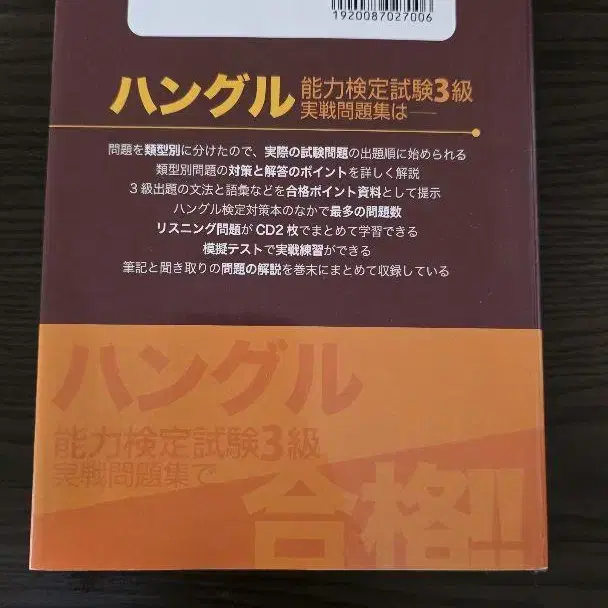 1920087027006
ハングル 能力検定試験3級
実戦問題集は──
問題を類型別に分けたので、実際の試験問題の出題順に始められる
類型別問題の対策と解答のポイントを詳しく解説
3級出題の文法と語彙などを合格ポイント資料として提示
ハングル検定対策本のなかで最多の問題数
リスニング問題がCD2枚でまとめて学習できる
模擬テストで実戦練習ができる
筆記と聞き取りの問題の解説を巻末にまとめて収録している
ハングル
能力検定試験3級
実戦問題集で
合格!!